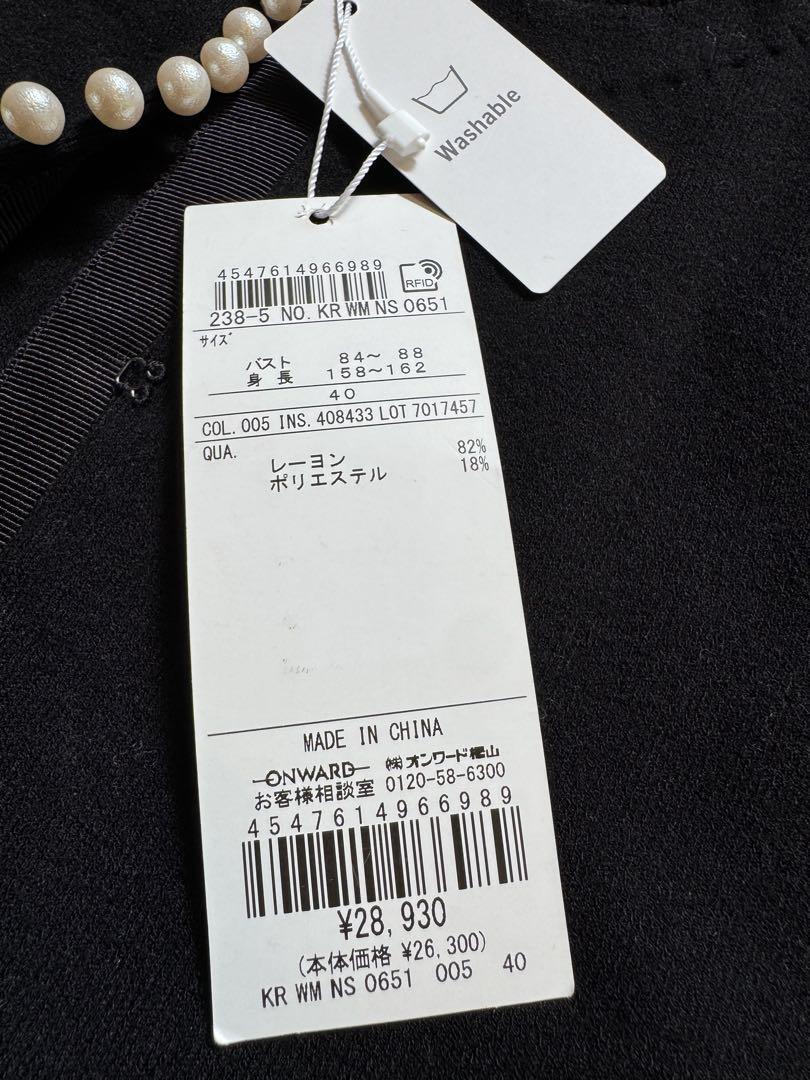 Washable
4547614966989
RFID
238-5 NO. KR WM NS 0651
サイズ
バスト 84〜 88
身長 158〜162
40
COL. 005 INS. 408433 LOT 7017457
QUA.
レーヨン 82%
ポリエステル 18%
MADE IN CHINA
ONWARD ㈱オンワード樫山
お客様相談室 0120-58-6300
4547614966989
¥28,930
(本体価格 ¥26,300)
KR WM NS 0651 005 40